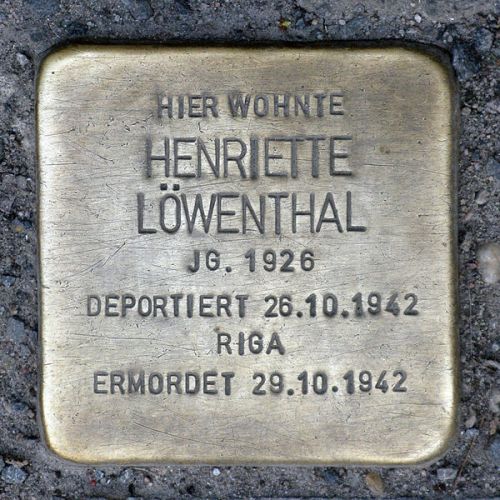 HIER WOHNTE
HENRIETTE
LÖWENTHAL
JG. 1926
DEPORTIERT 26.10.1942
RIGA
ERMORDET 29.10.1942